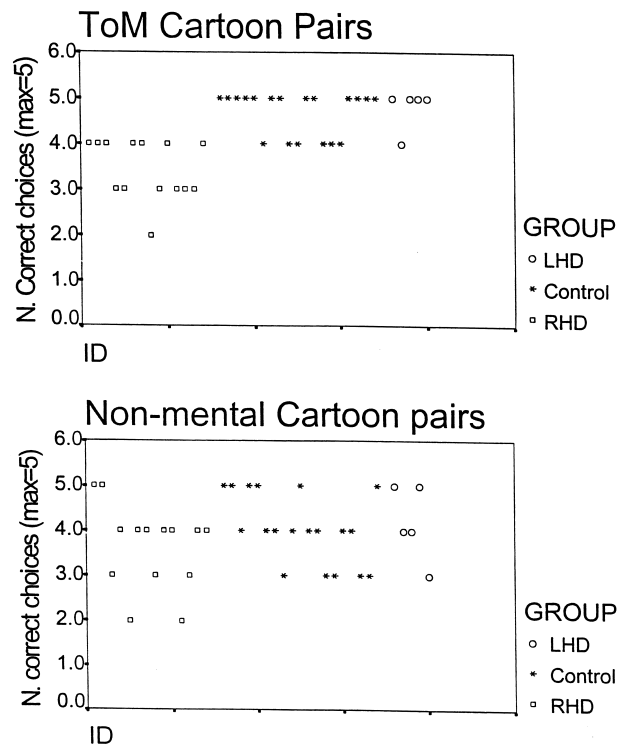 ToM Cartoon Pairs
N. Correct choices (max=5)
6.0
5.0
4.0
3.0
2.0
1.0
0.0
ID
GROUP
LHD
Control
RHD
Non-mental Cartoon pairs
N. correct choices (max=5)
6.0
5.0
4.0
3.0
2.0
1.0
0.0
ID
GROUP
LHD
Control
RHD